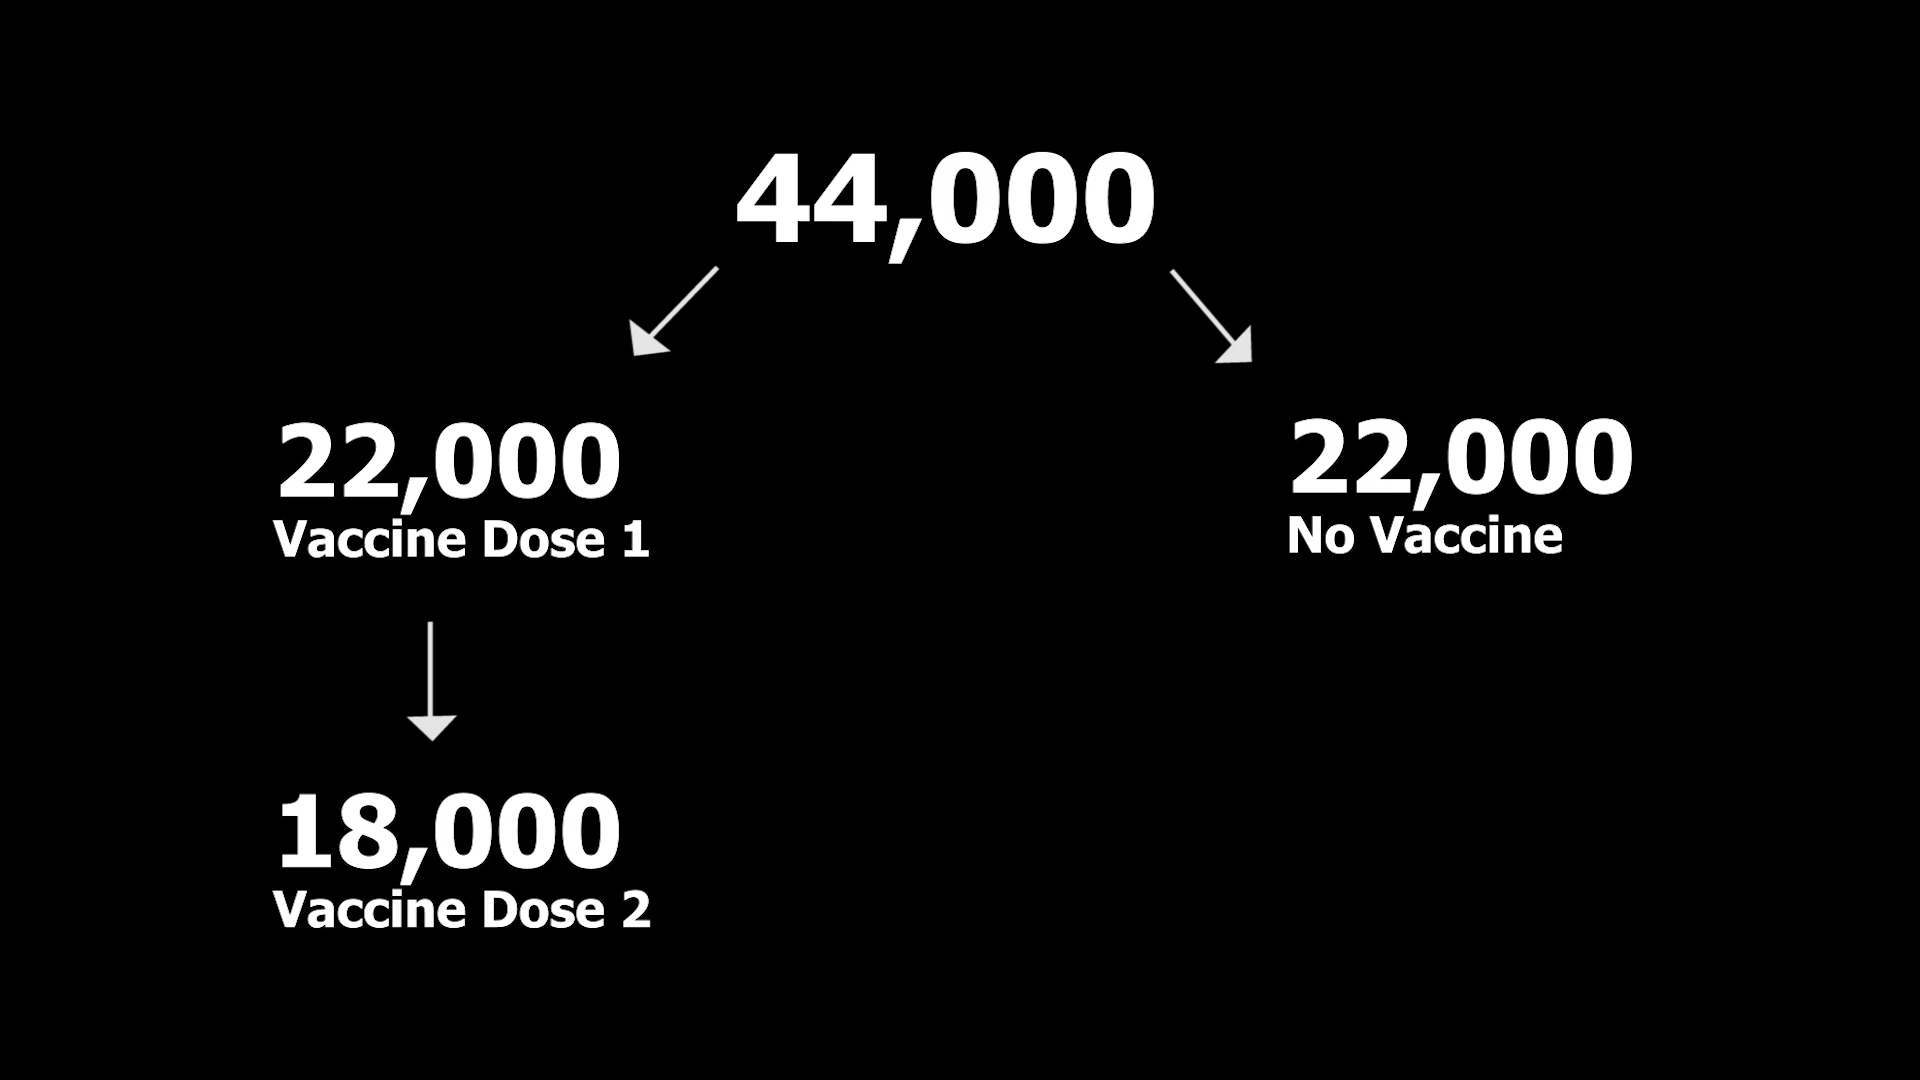 44,000
22,000
Vaccine Dose 1
22,000
No Vaccine
18,000
Vaccine Dose 2